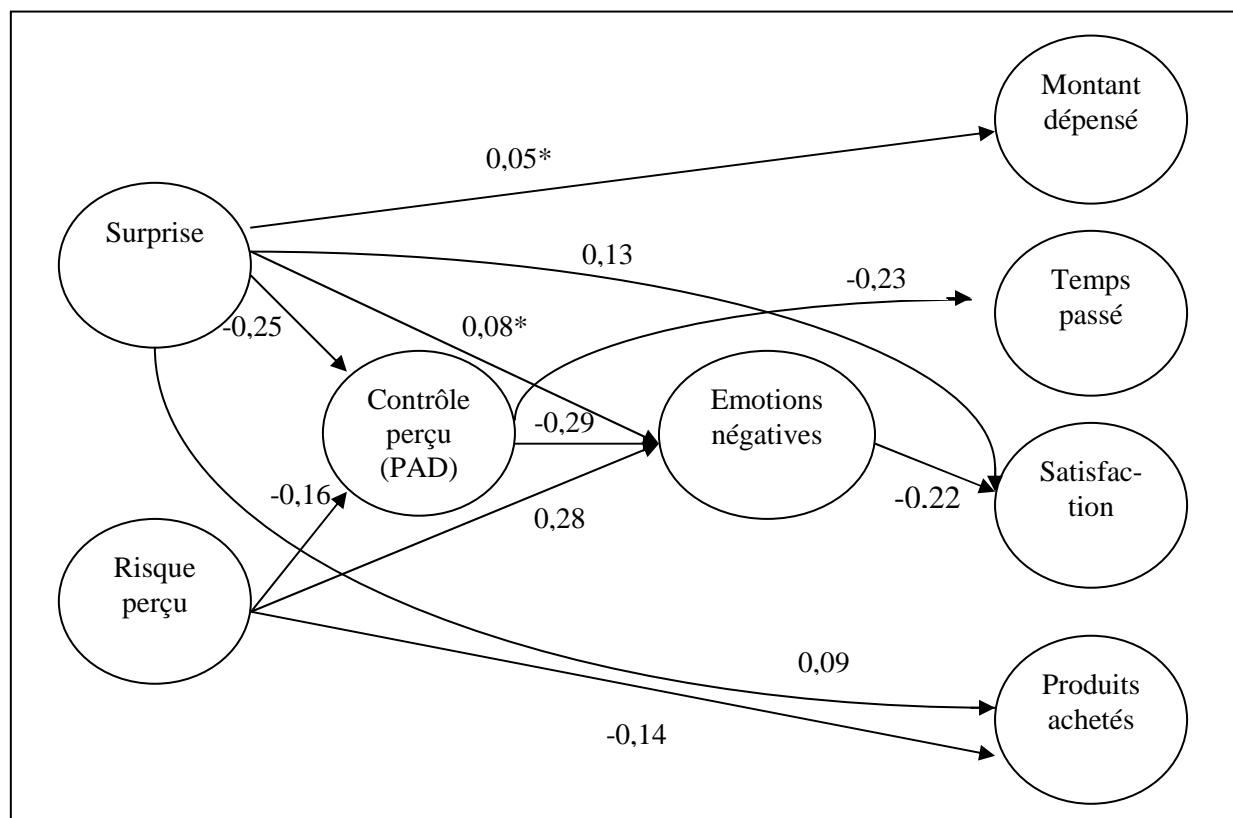 Montant
dépensé
0,05*
Surprise
0,13
-0,23
Temps
passé
-0,25
0,08*
Contrôle
perçu
(PAD)
-0,29
Emotions
négatives
Satisfac-
tion
-0,22
-0,16
0,28
Risque
perçu
0,09
Produits
achetés
-0,14